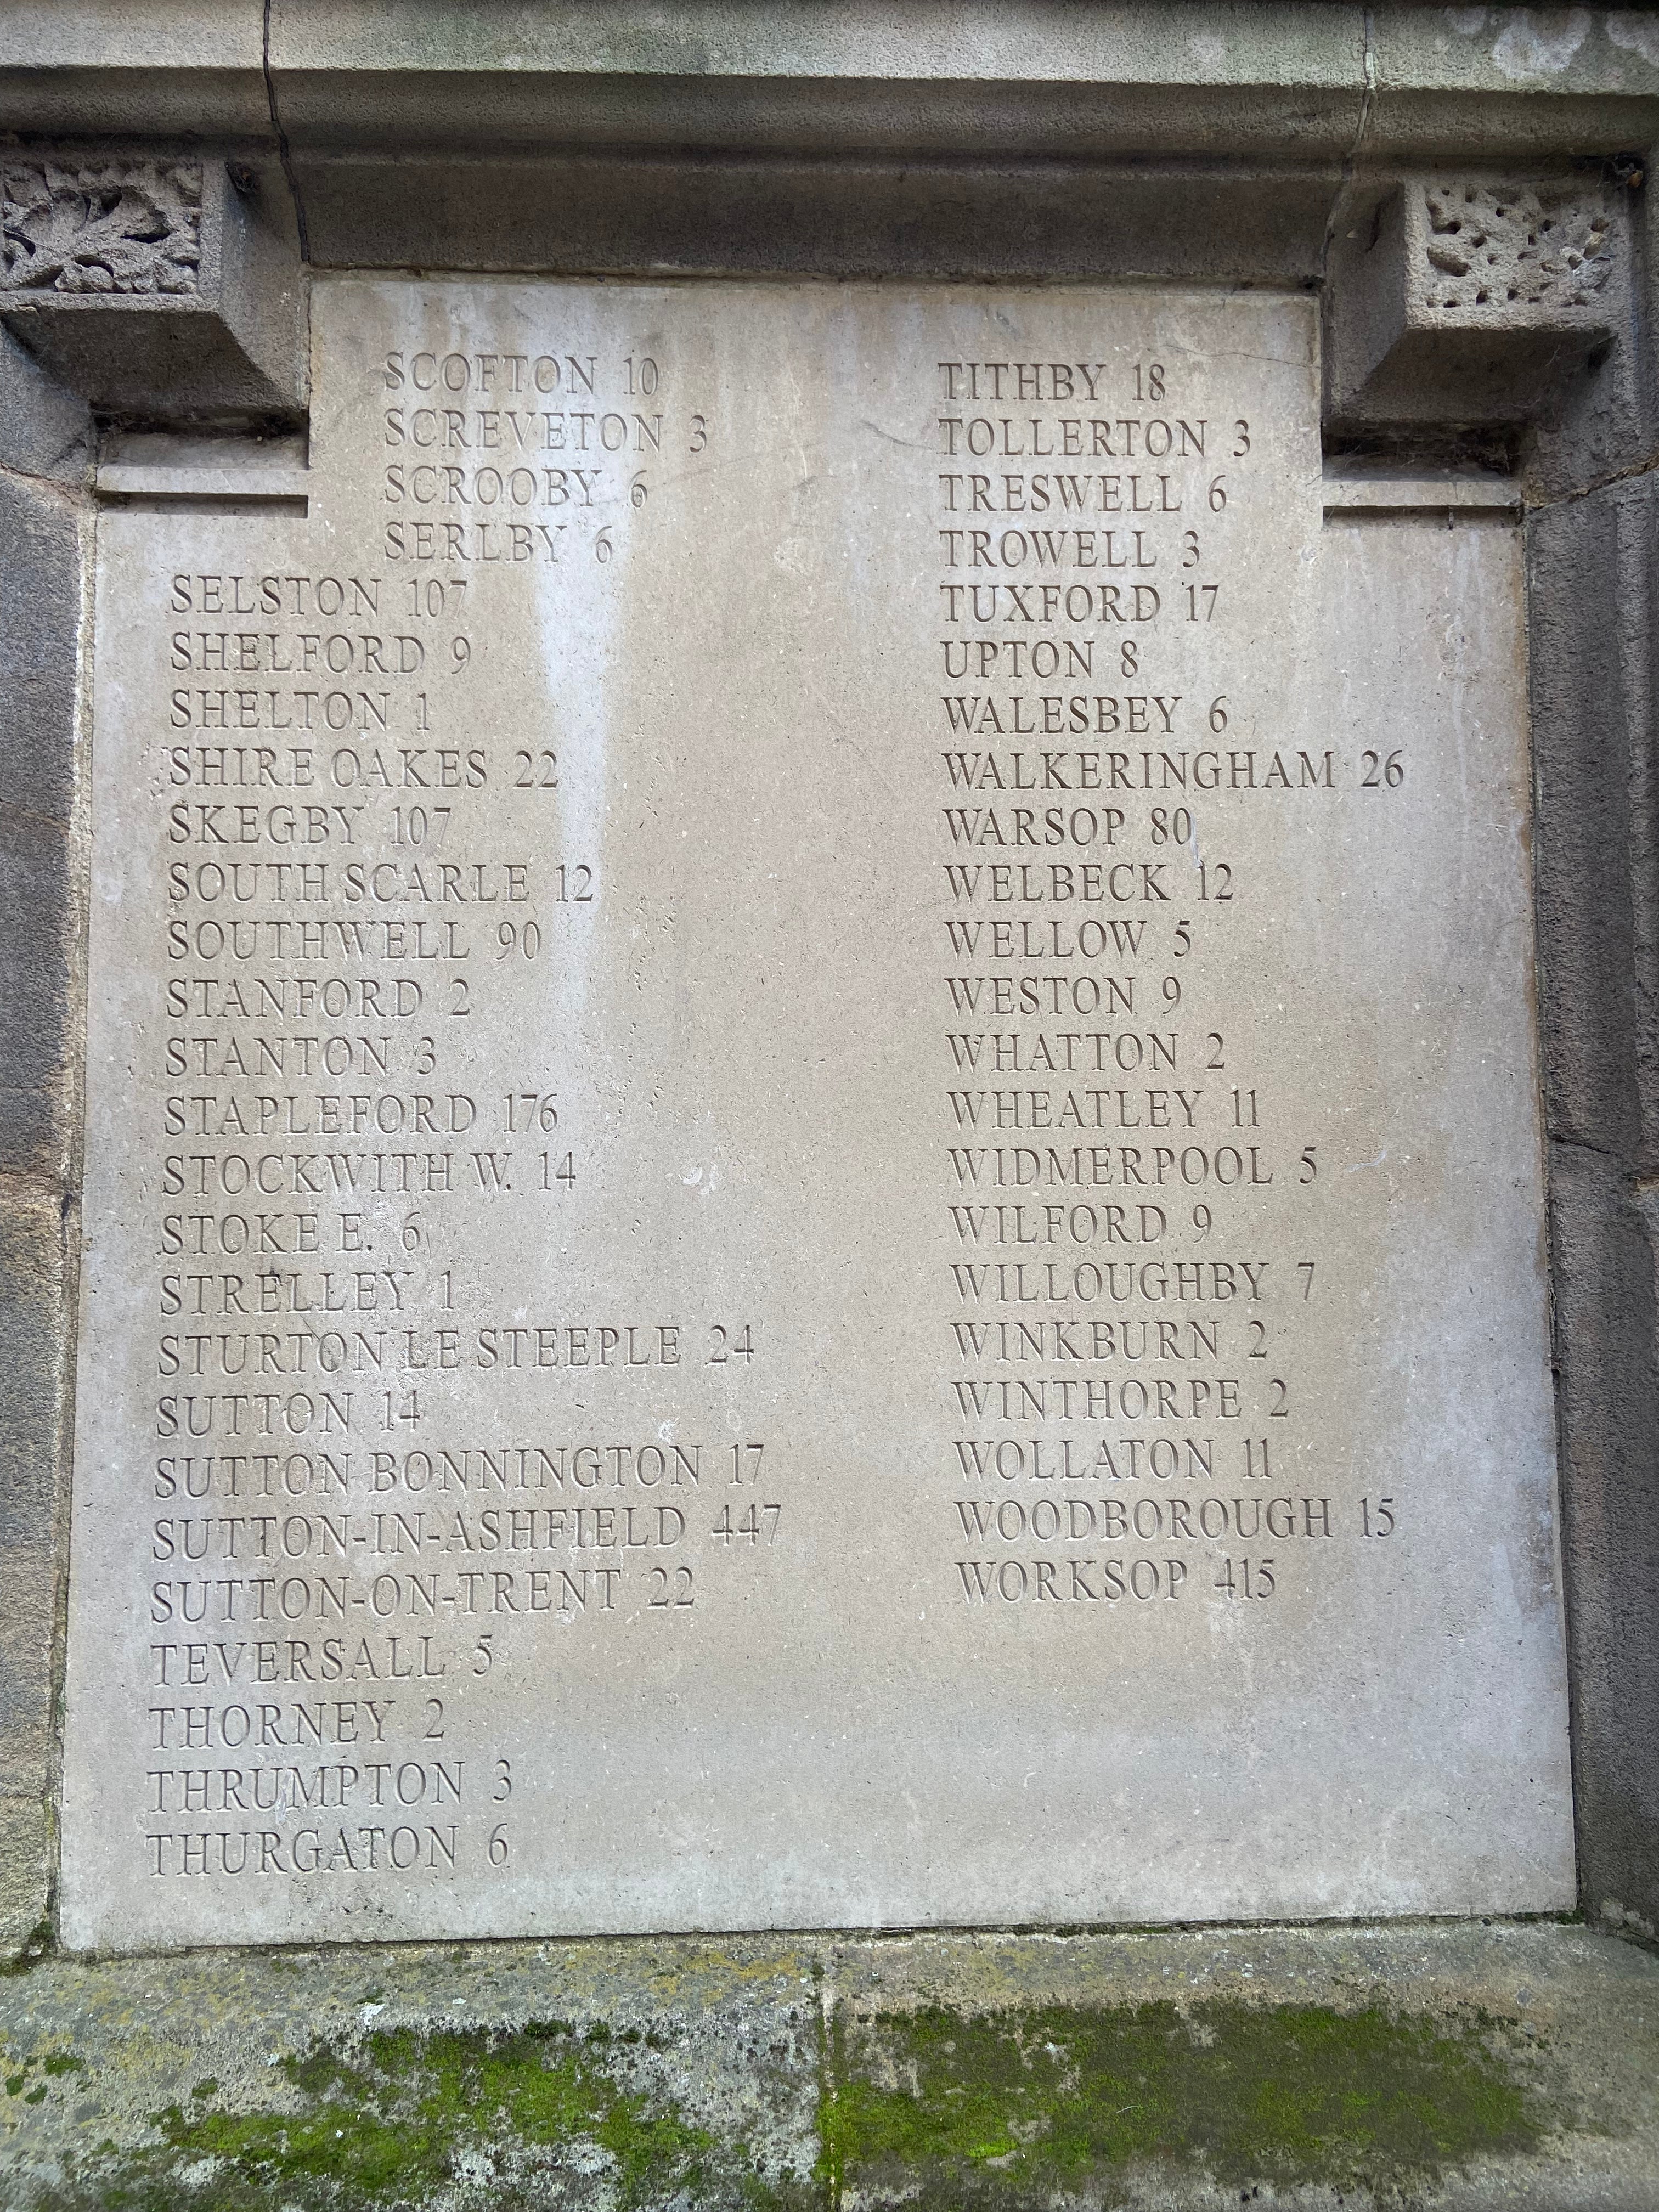 SCOFTON 10
SCREVETON 3
SCROOBY 6
SERLBY 6
SELSTON 107
SHELFORD 9
SHELTON 1
SHIRE OAKES 22
SKEGBY 107
SOUTH SCARLE 12
SOUTHWELL 90
STANFORD 2
STANTON 3
STAPLEFORD 176
STOCKWITH W. 14
STOKE E. 6
STRELLEY 1
STURTON LE STEEPLE 24
SUTTON 14
SUTTON BONNINGTON 17
SUTTON-IN-ASHFIELD 447
SUTTON-ON-TRENT 22
TEVERSALL 5
THORNEY 2
THRUMPTON 3
THURGATON 6
TITHBY 18
TOLLERTON 3
TRESWELL 6
TROWELL 3
TUXFORD 17
UPTON 8
WALESBEY 6
WALKERINGHAM 26
WARSOP 80
WELBECK 12
WELLOW 5
WESTON 9
WHATTON 2
WHEATLEY 11
WIDMERPOOL 5
WILFORD 9
WILLOUGHBY 7
WINKBURN 2
WINTHORPE 2
WOLLATON 11
WOODBOROUGH 15
WORKSOP 415